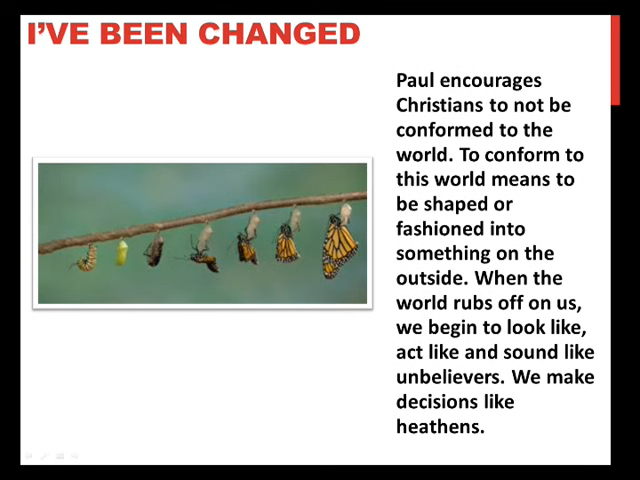 I'VE BEEN CHANGED
Paul encourages
Christians to not be
conformed to the
world. To conform to
this world means to
be shaped or
fashioned into
something on the
outside. When the
world rubs off on us,
we begin to look like,
act like and sound like
unbelievers. We make
decisions like
heathens.